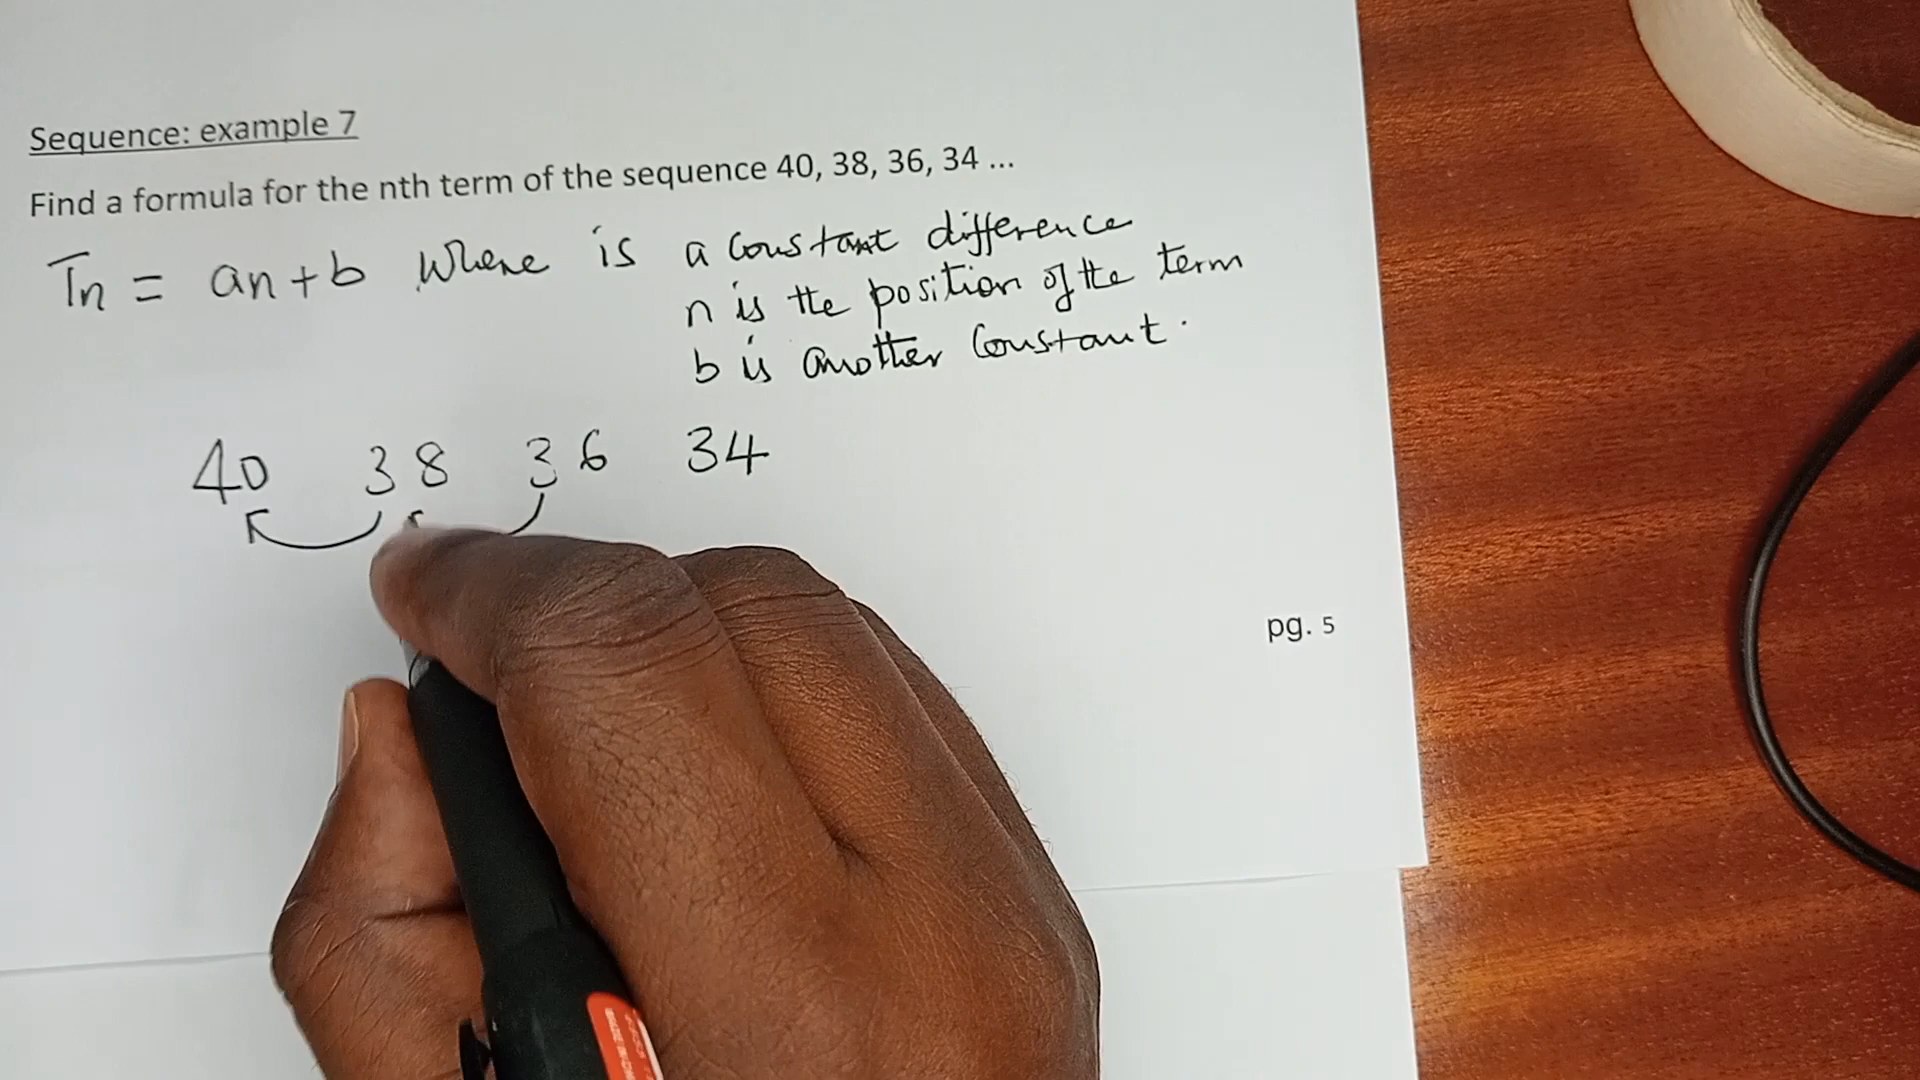 Sequence: example 7
Find a formula for the nth term of the sequence 40, 38, 36, 34 ...
Tn = an + b where is a constant difference
n is the position of the term
b is another constant.
40 38 36 34
pg. 5